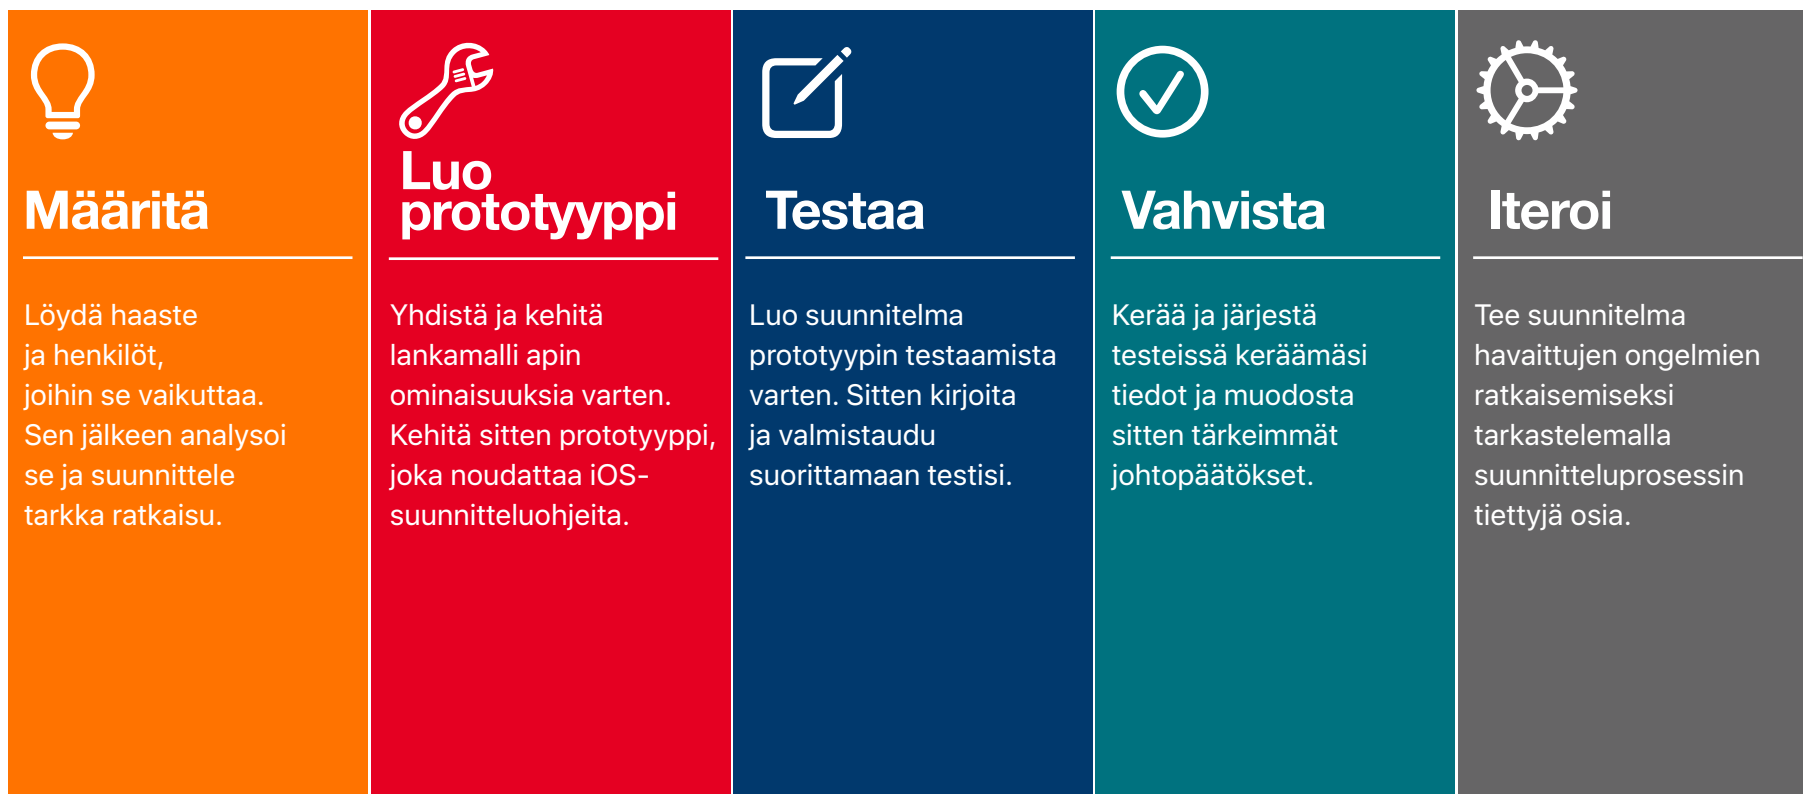 Määritä
Löydä haaste
ja henkilöt,
joihin se vaikuttaa.
Sen jälkeen analysoi
se ja suunnittele
tarkka ratkaisu.
Luo
prototyyppi
Yhdistä ja kehitä
lankamalli apin
ominaisuuksia varten.
Kehitä sitten prototyyppi,
joka noudattaa iOS-
suunnitteluohjeita.
Testaa
Luo suunnitelma
prototyypin testaamista
varten. Sitten kirjoita
ja valmistaudu
suorittamaan testisi.
Vahvista
Kerää ja järjestä
testeissä keräämäsi
tiedot ja muodosta
sitten tärkeimmät
johtopäätökset.
Iteroi
Tee suunnitelma
havaittujen ongelmien
ratkaisemiseksi
tarkastelemalla
suunnitteluprosessin
tiettyjä osia.